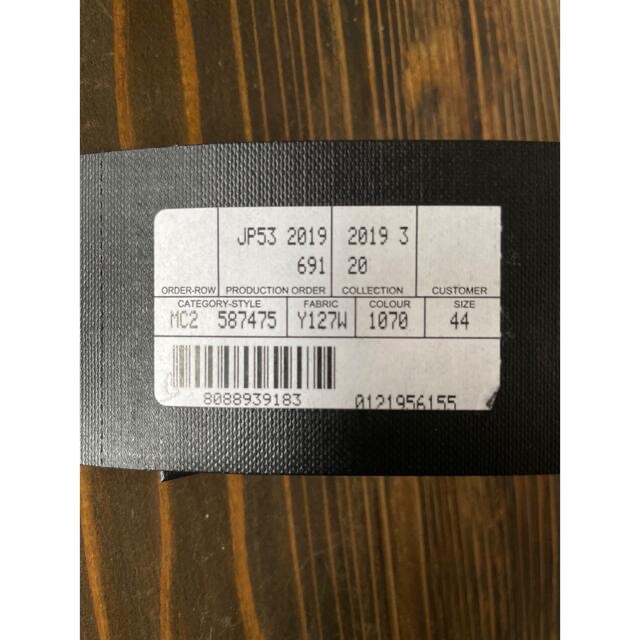 JP53 2019 2019 3
691 20
ORDER-ROW PRODUCTION ORDER COLLECTION CUSTOMER
CATEGORY-STYLE FABRIC COLOUR SIZE
MC2 587475 Y127W 1070 44
8088939183 0121956155